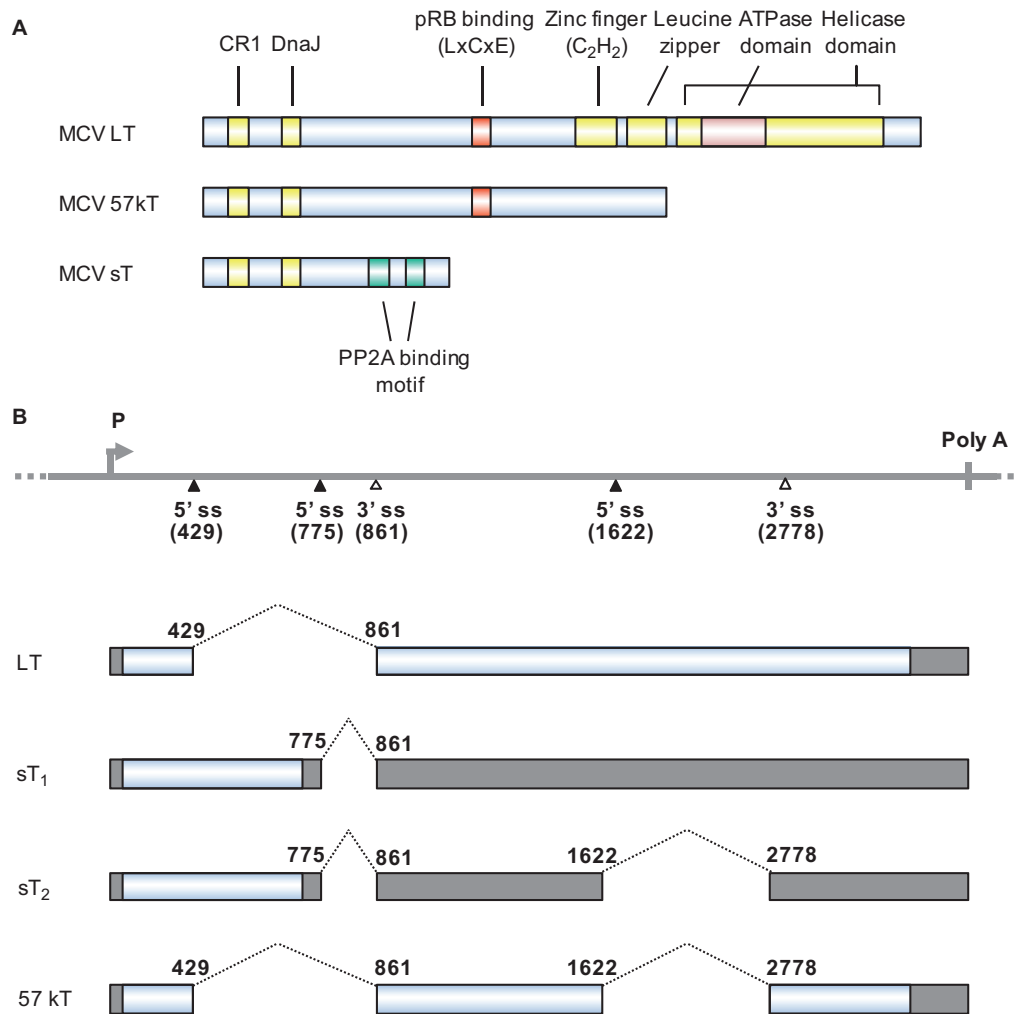 A
pRB binding Zinc finger Leucine ATPase Helicase
CR1 DnaJ (LxCxE) (C2H2) zipper domain domain
MCV LT
MCV 57kT
MCV sT
PP2A binding
motif
B
P
Poly A
5' ss 5' ss 3' ss 5' ss 3' ss
(429) (775) (861) (1622) (2778)
429 861
LT
775 861
sT1
775 861 1622 2778
sT2
429 861 1622 2778
57 kT